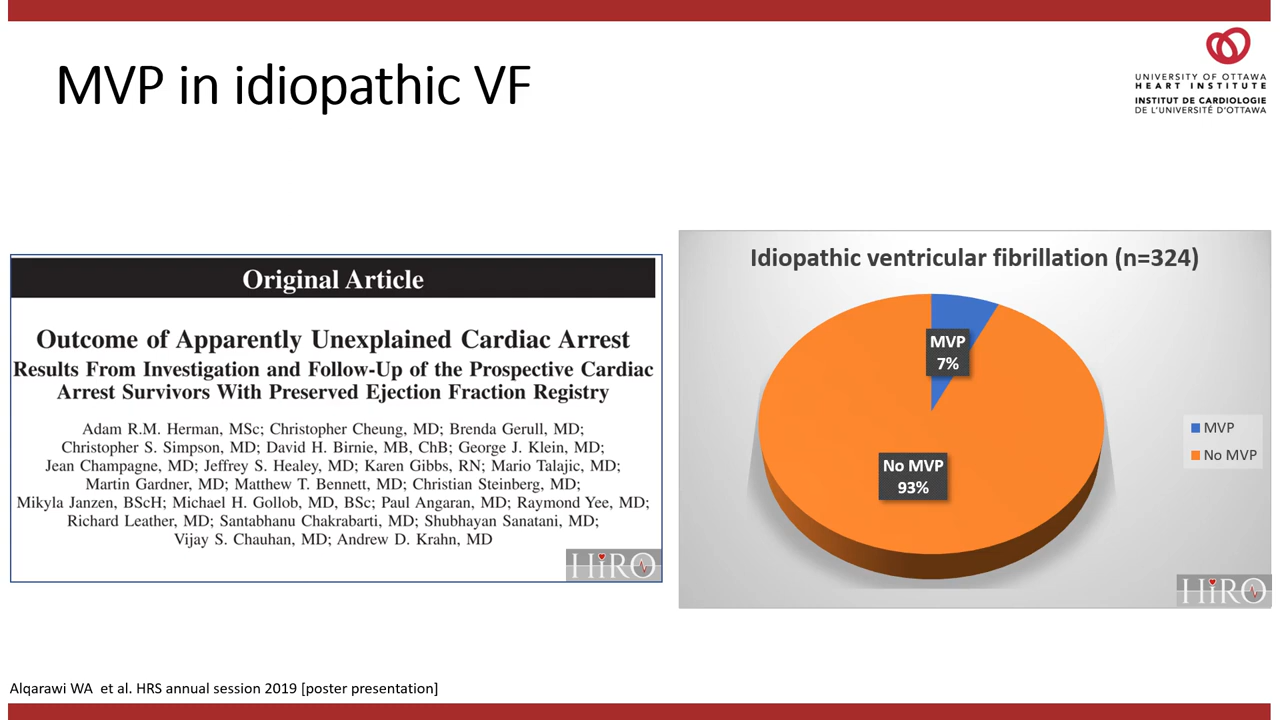 MVP in idiopathic VF
UNIVERSITY OF OTTAWA
HEART INSTITUTE
INSTITUT DE CARDIOLOGIE
DE L'UNIVERSITÉ D'OTTAWA
Original Article
Outcome of Apparently Unexplained Cardiac Arrest
Results From Investigation and Follow-Up of the Prospective Cardiac
Arrest Survivors With Preserved Ejection Fraction Registry
Adam R.M. Herman, MSc; Christopher Cheung, MD; Brenda Gerull, MD;
Christopher S. Simpson, MD; David H. Birnie, MB, ChB; George J. Klein, MD;
Jean Champagne, MD; Jeffrey S. Healey, MD; Karen Gibbs, RN; Mario Talajic, MD;
Martin Gardner, MD; Matthew T. Bennett, MD; Christian Steinberg, MD;
Mikyla Janzen, BScH; Michael H. Gollob, MD, BSc; Paul Angaran, MD; Raymond Yee, MD;
Richard Leather, MD; Santabhanu Chakrabarti, MD; Shubhayan Sanatani, MD;
Vijay S. Chauhan, MD; Andrew D. Krahn, MD
HiRO
Idiopathic ventricular fibrillation (n=324)
MVP
7%
No MVP
93%
MVP
No MVP
HiRO
Alqarawi WA et al. HRS annual session 2019 [poster presentation]